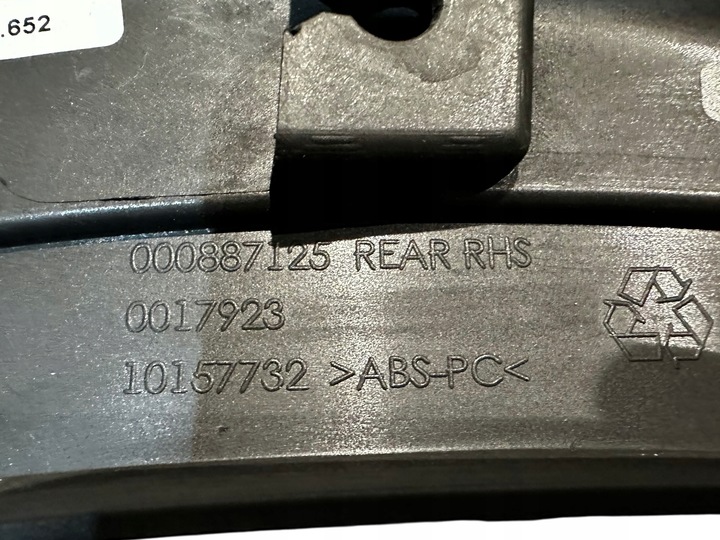 .652
000887125 REAR RHS
0017923
10157732 >ABS-PC<